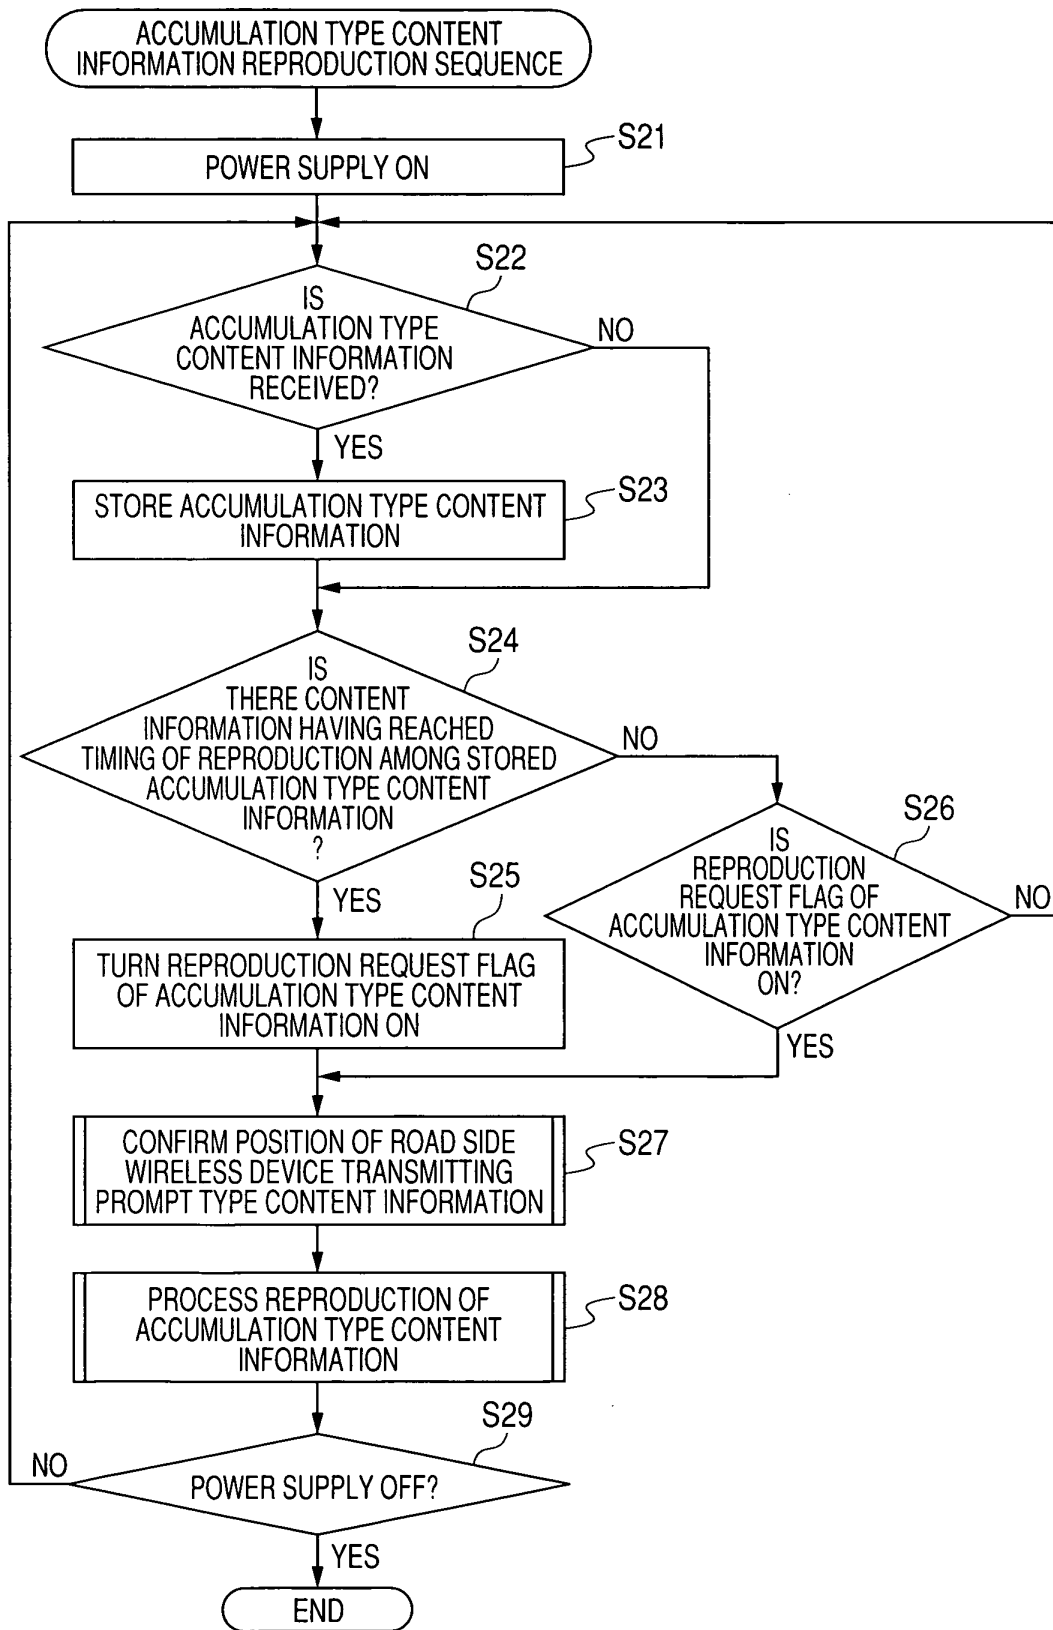 ACCUMULATION TYPE CONTENT
INFORMATION REPRODUCTION SEQUENCE
S21
POWER SUPPLY ON
S22
IS
ACCUMULATION TYPE
CONTENT INFORMATION
RECEIVED?
NO
YES
S23
STORE ACCUMULATION TYPE CONTENT
INFORMATION
S24
IS
THERE CONTENT
INFORMATION HAVING REACHED
TIMING OF REPRODUCTION AMONG STORED
ACCUMULATION TYPE CONTENT
INFORMATION
?
NO
YES
S26
IS
REPRODUCTION
REQUEST FLAG OF
ACCUMULATION TYPE CONTENT
INFORMATION
ON?
NO
YES
S25
TURN REPRODUCTION REQUEST FLAG
OF ACCUMULATION TYPE CONTENT
INFORMATION ON
CONFIRM POSITION OF ROAD SIDE
WIRELESS DEVICE TRANSMITTING
PROMPT TYPE CONTENT INFORMATION
S27
PROCESS REPRODUCTION OF
ACCUMULATION TYPE CONTENT
INFORMATION
S28
S29
NO
POWER SUPPLY OFF?
YES
END